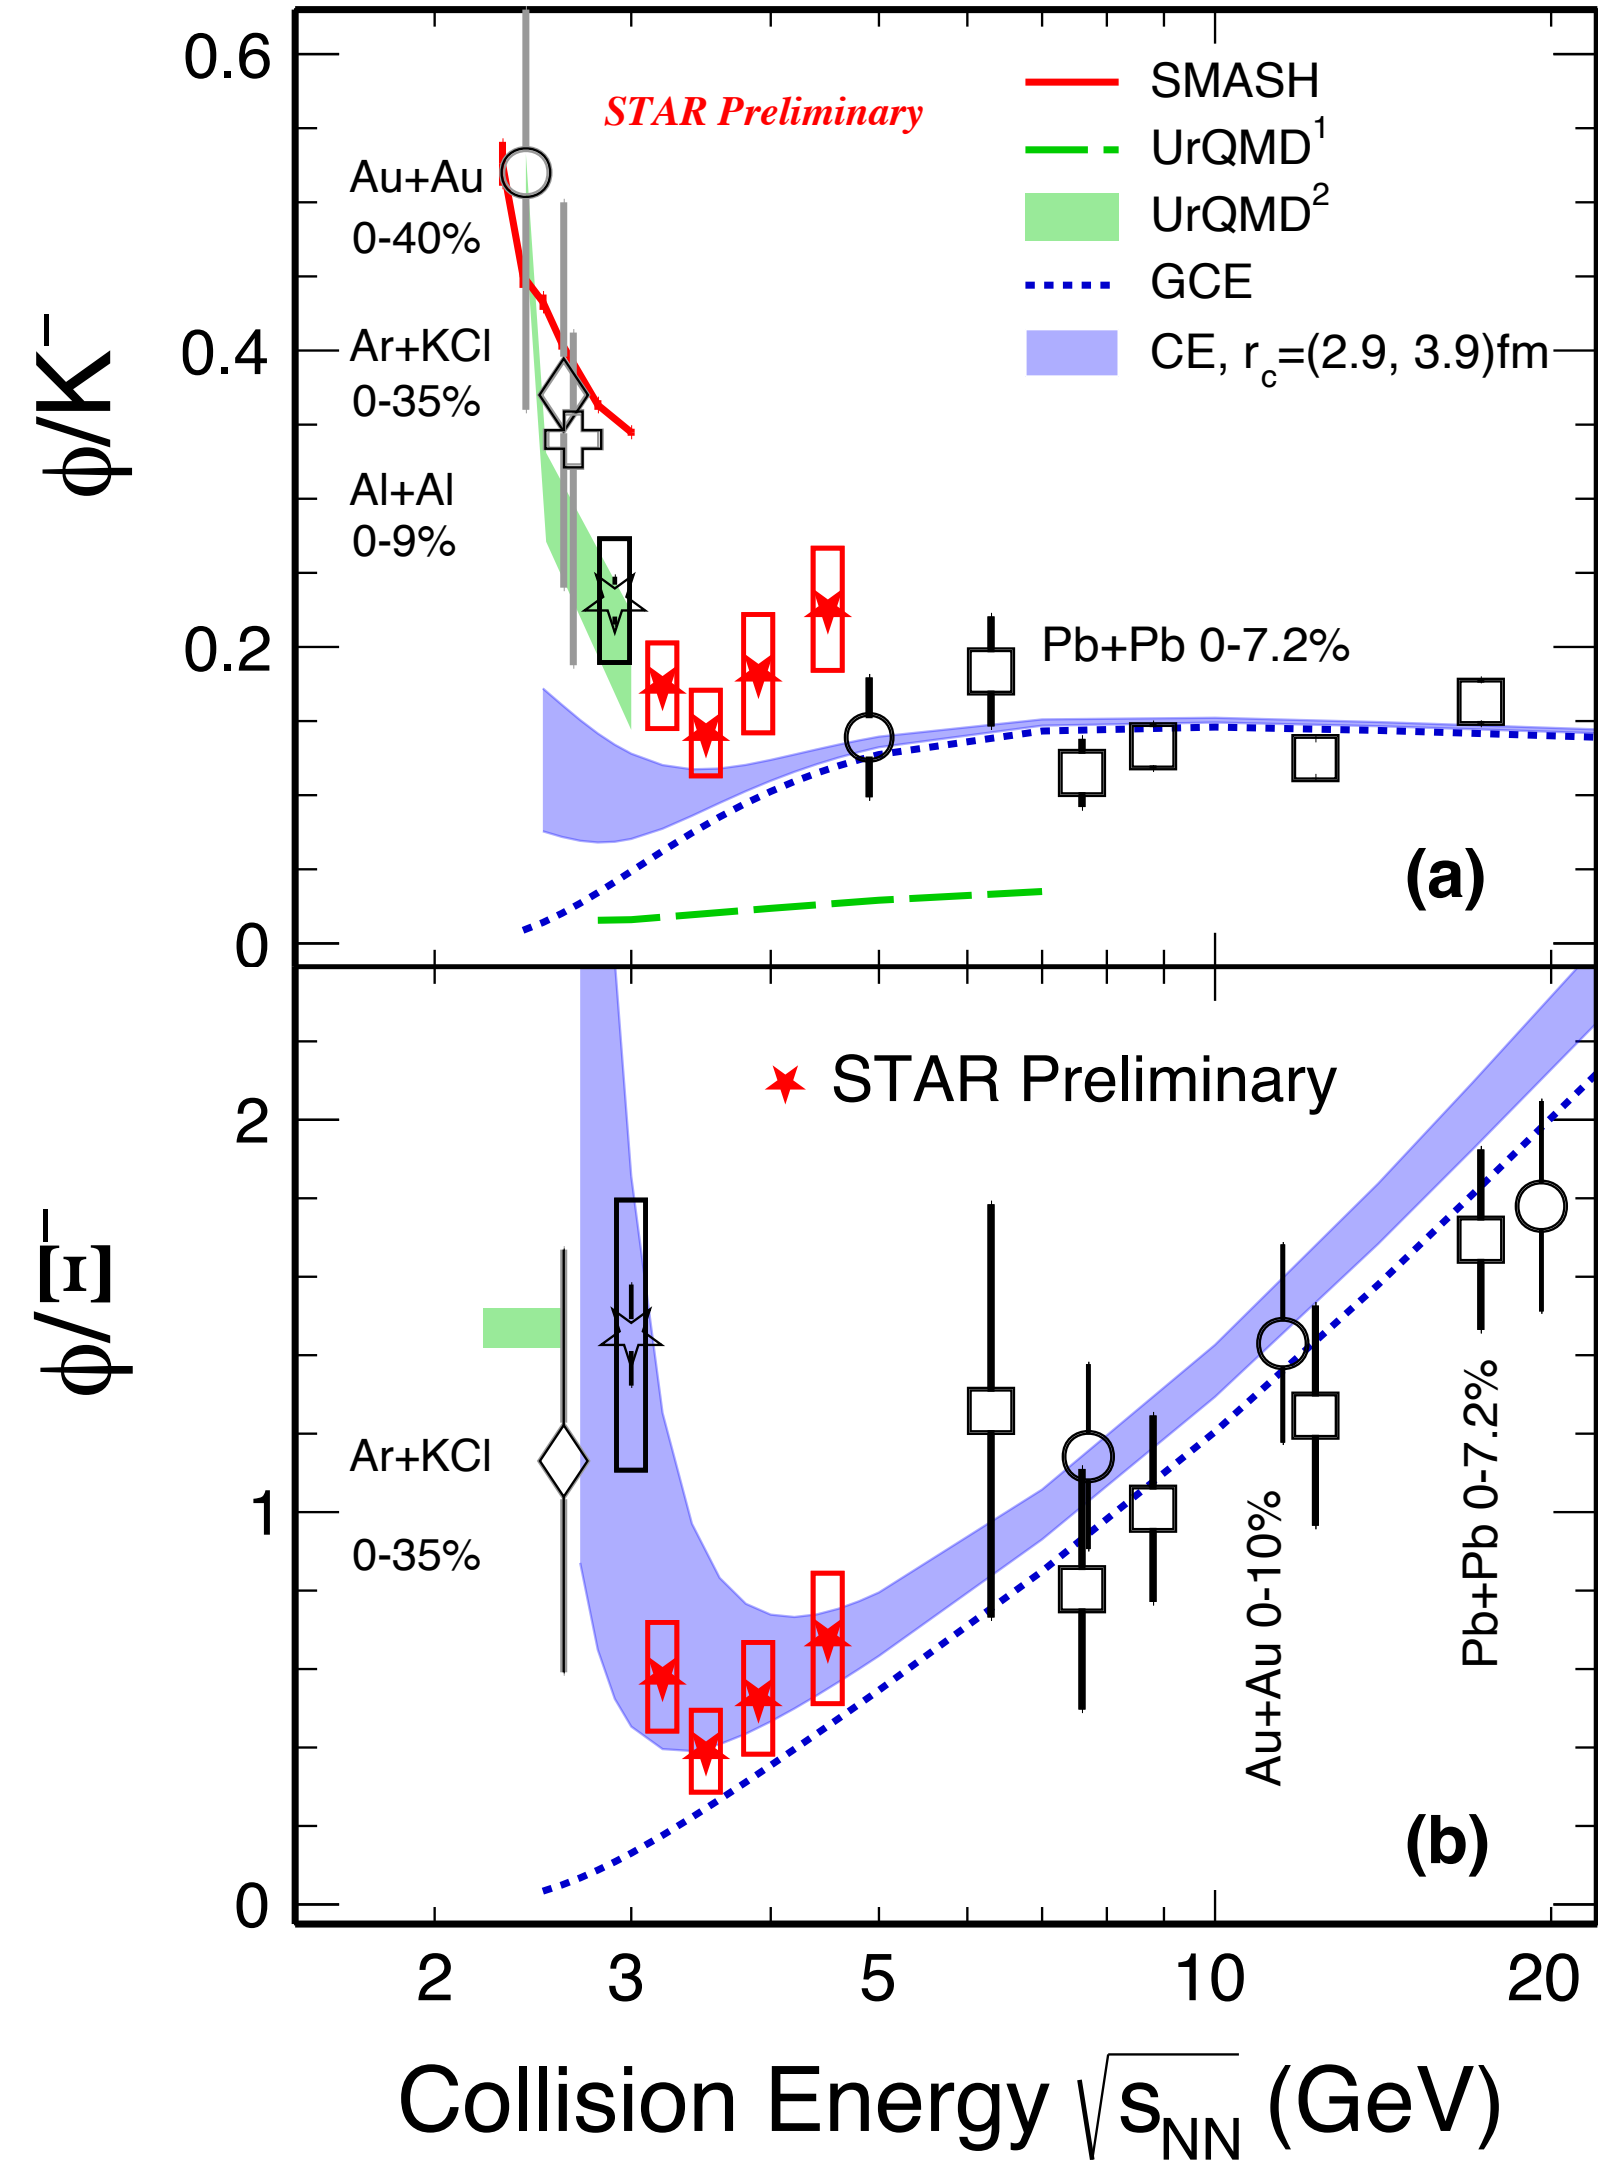 0.6
STAR Preliminary
SMASH
UrQMD¹
UrQMD²
GCE
CE, r_c=(2.9, 3.9)fm
Au+Au
0-40%
ϕ/K⁻
0.4
Ar+KCl
0-35%
Al+Al
0-9%
0.2
Pb+Pb 0-7.2%
(a)
0
STAR Preliminary
2
ϕ/Ξ⁻
Ar+KCl
0-35%
1
Au+Au 0-10%
Pb+Pb 0-7.2%
(b)
0
2 3 5 10 20
Collision Energy √s_NN (GeV)